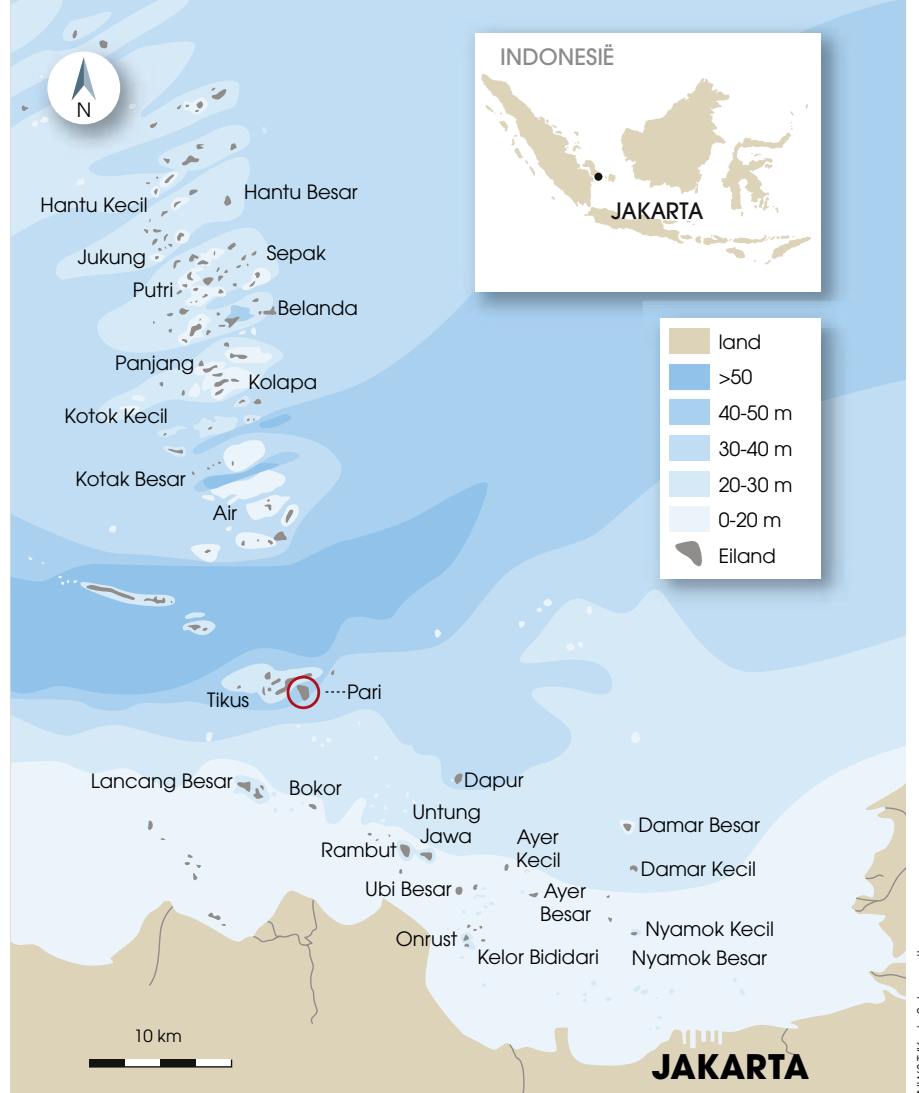 INDONESIË
JAKARTA
N
Hantu Besar
Hantu Kecil
Jukung
Sepak
Putri
Belanda
Panjang
Kolapa
Kotok Kecil
Kotak Besar
Air
land
>50
40-50 m
30-40 m
20-30 m
0-20 m
Eiland
Tikus
Pari
Lancang Besar
Bokor
Dapur
Untung
Jawa
Rambut
Ayer
Kecil
Damar Besar
Damar Kecil
Ubi Besar
Ayer
Besar
Onrust
Kelor Bididari
Nyamok Kecil
Nyamok Besar
10 km
JAKARTA